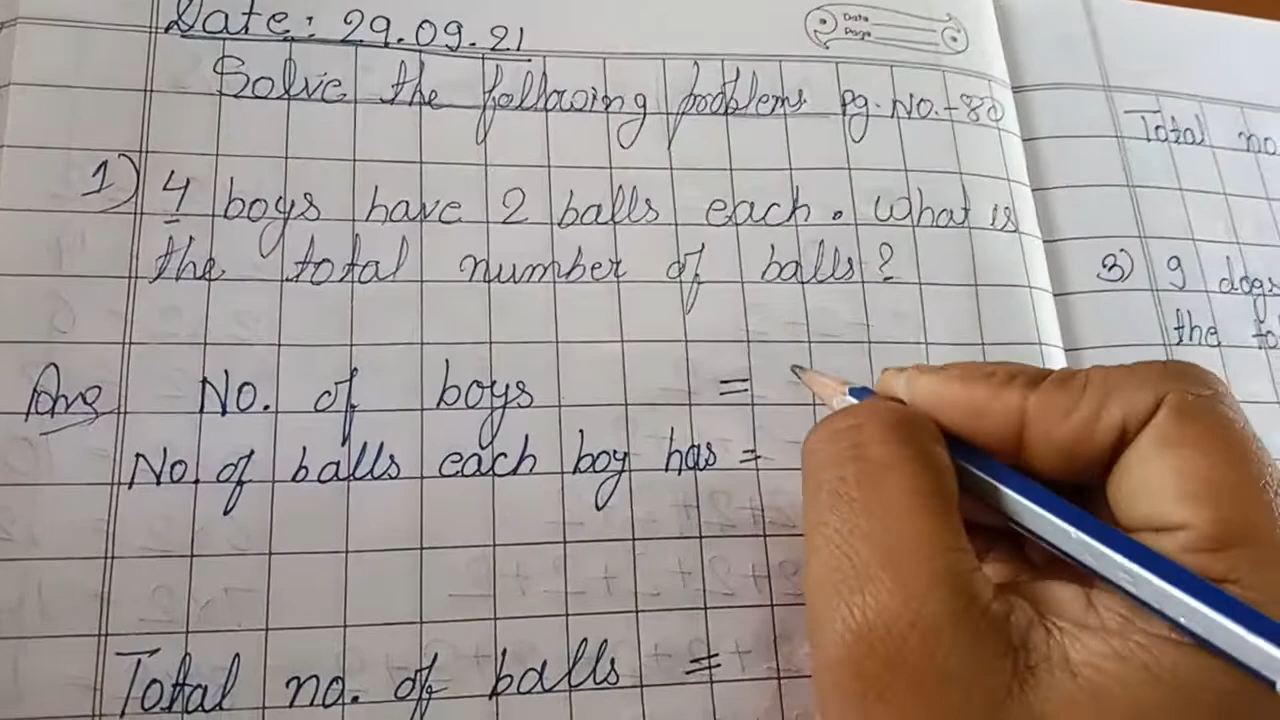 Date: 29.09.21
Data
Page
Solve the following problems pg. No.-80
1) 4 boys have 2 balls each. What is
the total number of balls?
Ans No. of boys =
No. of balls each boy has =
Total no. of balls =
Total no
3) 9 dogs
the to